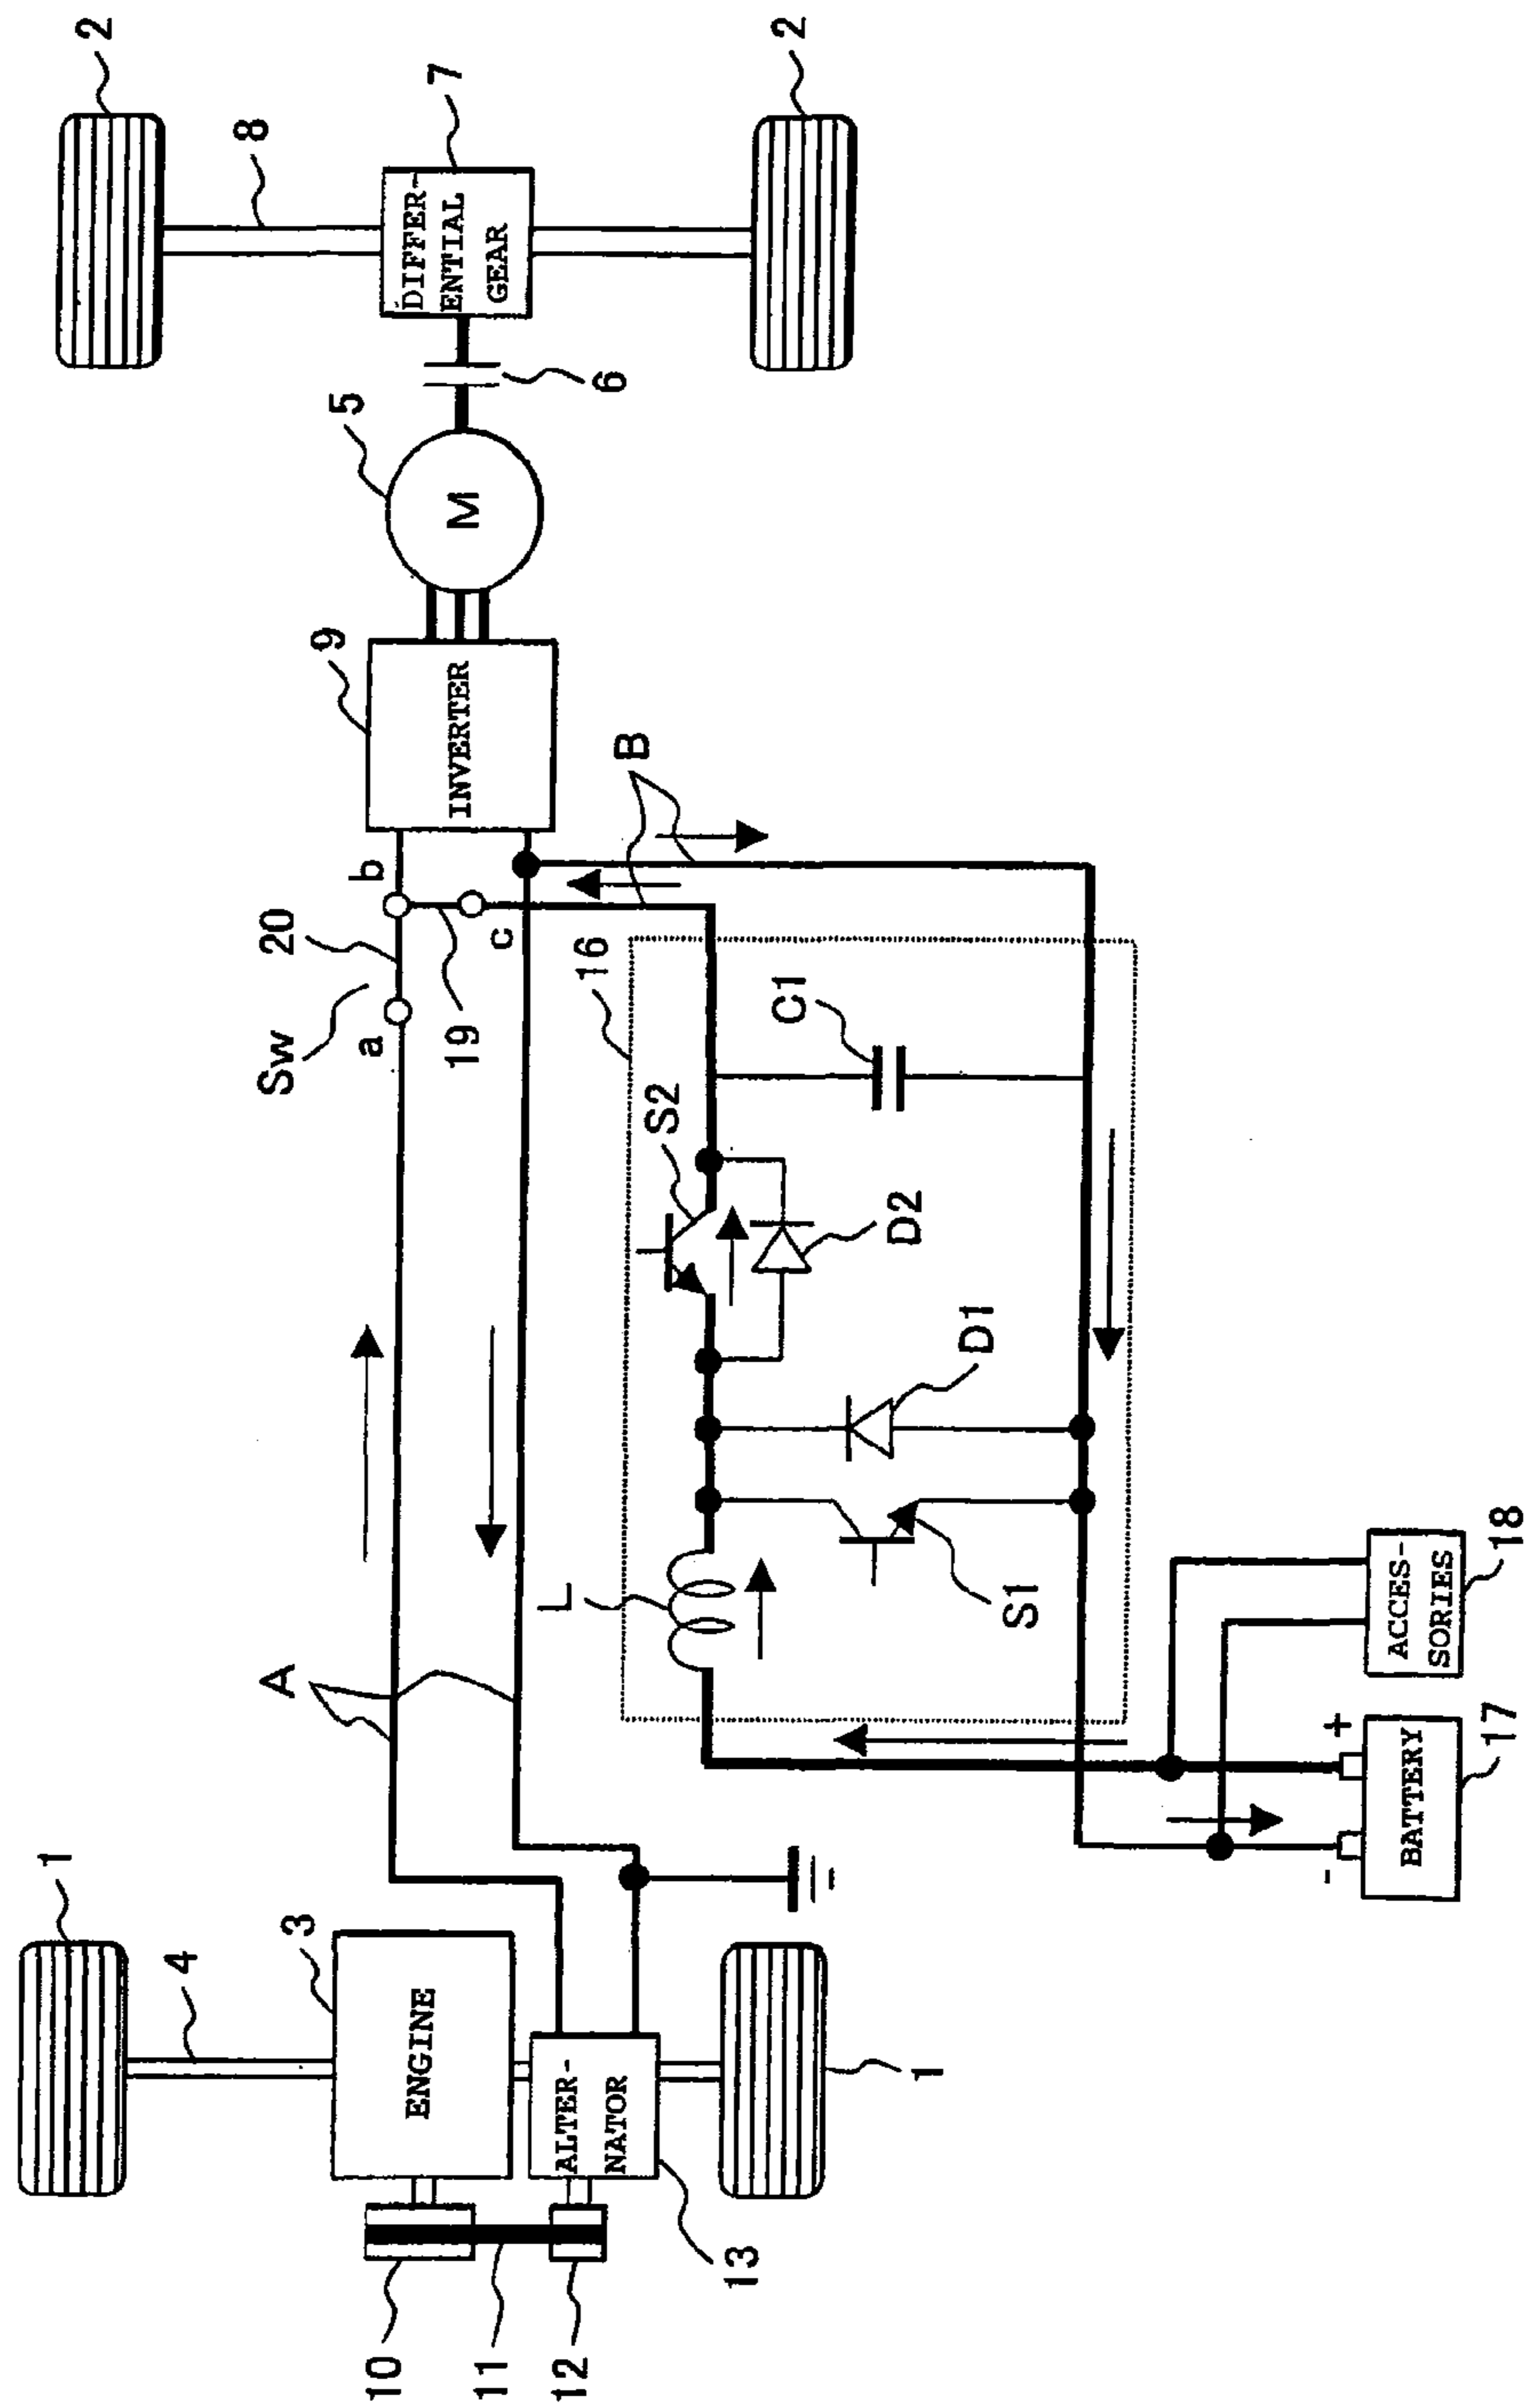 1
4
3
ENGINE
ALTER-
NATOR
1
10
11
12
13
A
Sw
20
a
b
19
c
9
INVERTER
5
M
6
8
2
7
DIFFER-
ENTIAL
GEAR
2
B
16
C1
S2
D2
D1
L
S1
+
-
BATTERY
17
ACCES-
SORIES
18